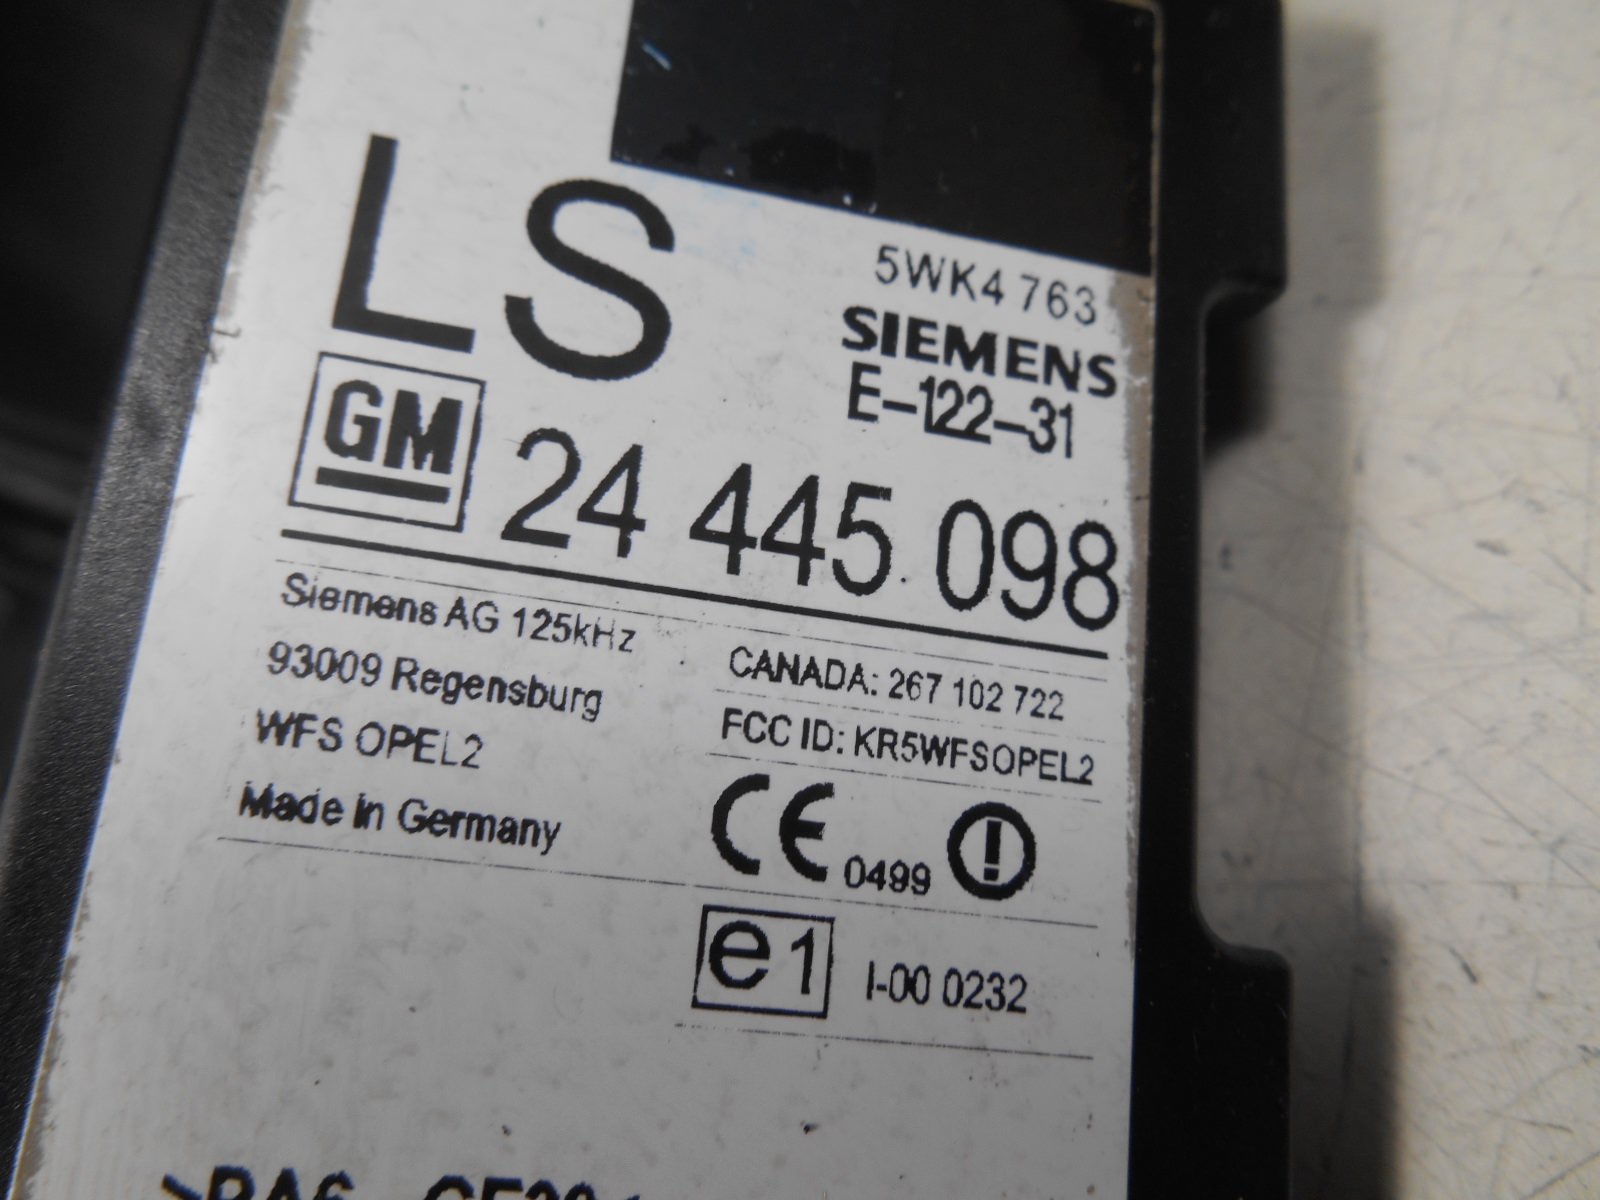 LS
5WK4 763
SIEMENS
E-122-31
GM
24 445 098
Siemens AG 125kHz
93009 Regensburg
WFS OPEL2
Made in Germany
CANADA: 267 102 722
FCC ID: KR5WFSOPEL2
CE 0499
e1 I-00 0232